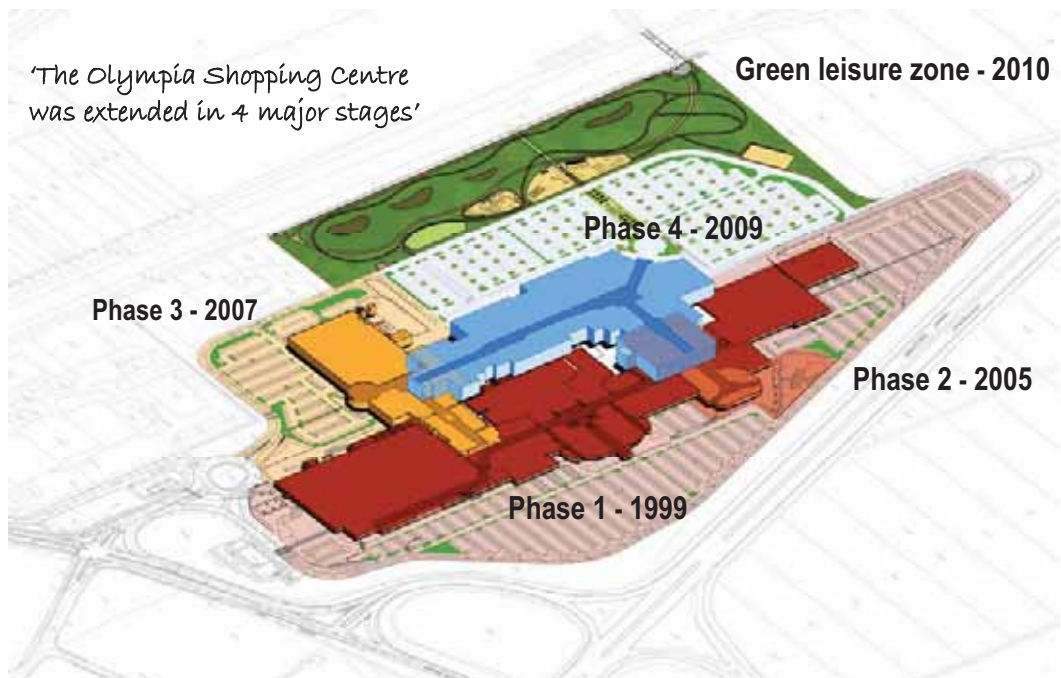 ‘The Olympia Shopping Centre
was extended in 4 major stages’
Green leisure zone - 2010
Phase 4 - 2009
Phase 3 - 2007
Phase 2 - 2005
Phase 1 - 1999